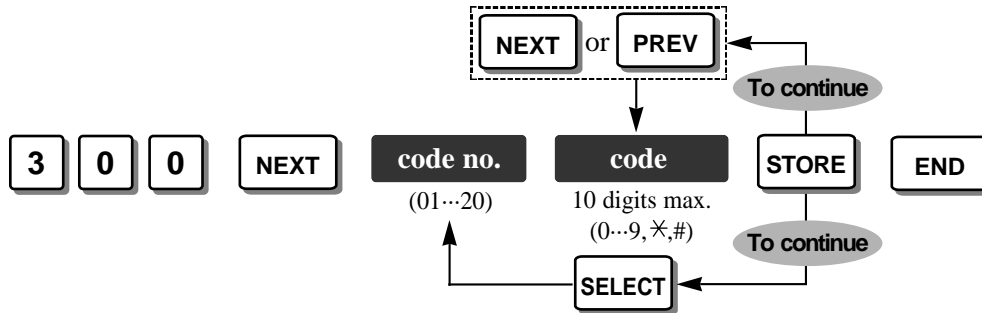 NEXT or PREV
To continue
3 0 0 NEXT code no. code STORE END
(01···20) 10 digits max.
(0···9, ✕,#)
To continue
SELECT